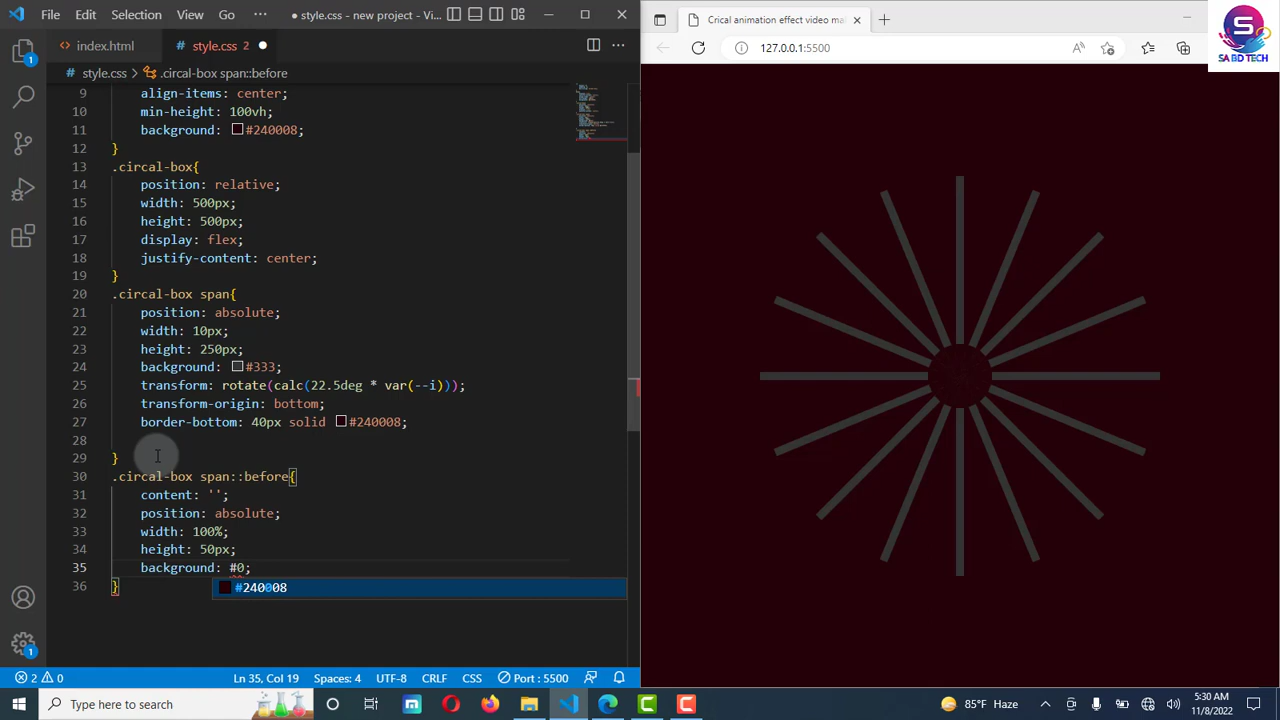 File Edit Selection View Go ··· ● style.css - new project - Vi...
index.html
style.css 2 ●
style.css > .circal-box span::before
9 align-items: center;
10 min-height: 100vh;
11 background: #240008;
12 }
13 .circal-box{
14 position: relative;
15 width: 500px;
16 height: 500px;
17 display: flex;
18 justify-content: center;
19 }
20 .circal-box span{
21 position: absolute;
22 width: 10px;
23 height: 250px;
24 background: #333;
25 transform: rotate(calc(22.5deg * var(--i)));
26 transform-origin: bottom;
27 border-bottom: 40px solid #240008;
28
29 }
30 .circal-box span::before{
31 content: '';
32 position: absolute;
33 width: 100%;
34 height: 50px;
35 background: #0;
#240008
36 }
1
1
2 0 Ln 35, Col 19 Spaces: 4 UTF-8 CRLF CSS Port: 5500
Crical animation effect video mal
127.0.0.1:5500
S
SA BD TECH
Type here to search
85°F Haze
5:30 AM
11/8/2022